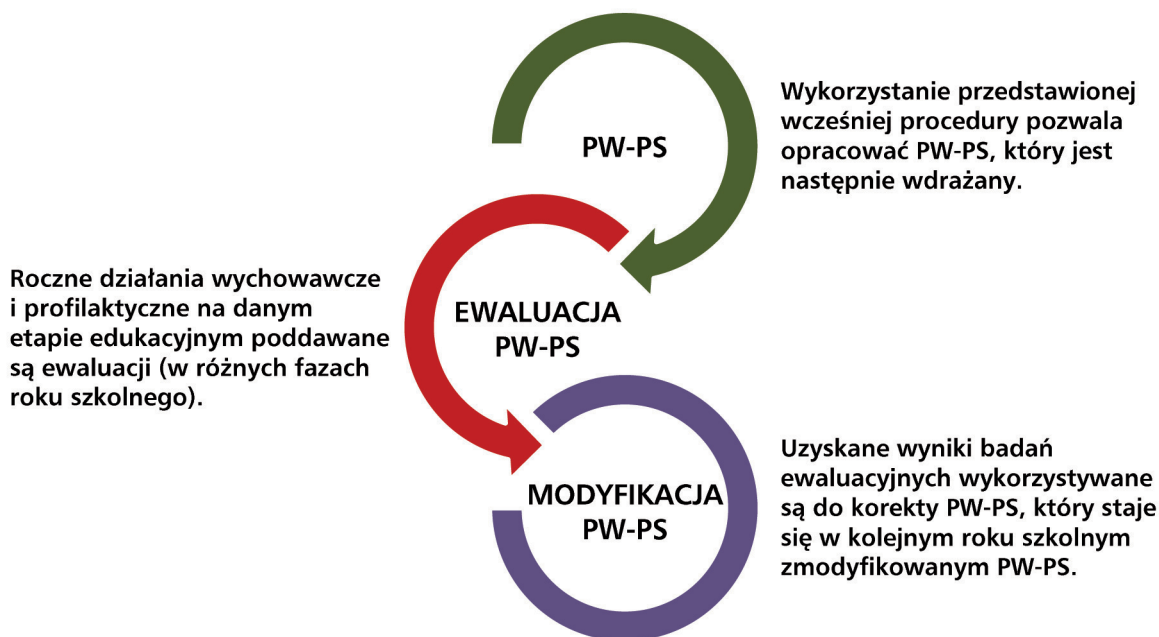 PW-PS
Wykorzystanie przedstawionej
wcześniej procedury pozwala
opracować PW-PS, który jest
następnie wdrażany.
Roczne działania wychowawcze
i profilaktyczne na danym
etapie edukacyjnym poddawane
są ewaluacji (w różnych fazach
roku szkolnego).
EWALUACJA
PW-PS
MODYFIKACJA
PW-PS
Uzyskane wyniki badań
ewaluacyjnych wykorzystywane
są do korekty PW-PS, który staje
się w kolejnym roku szkolnym
zmodyfikowanym PW-PS.